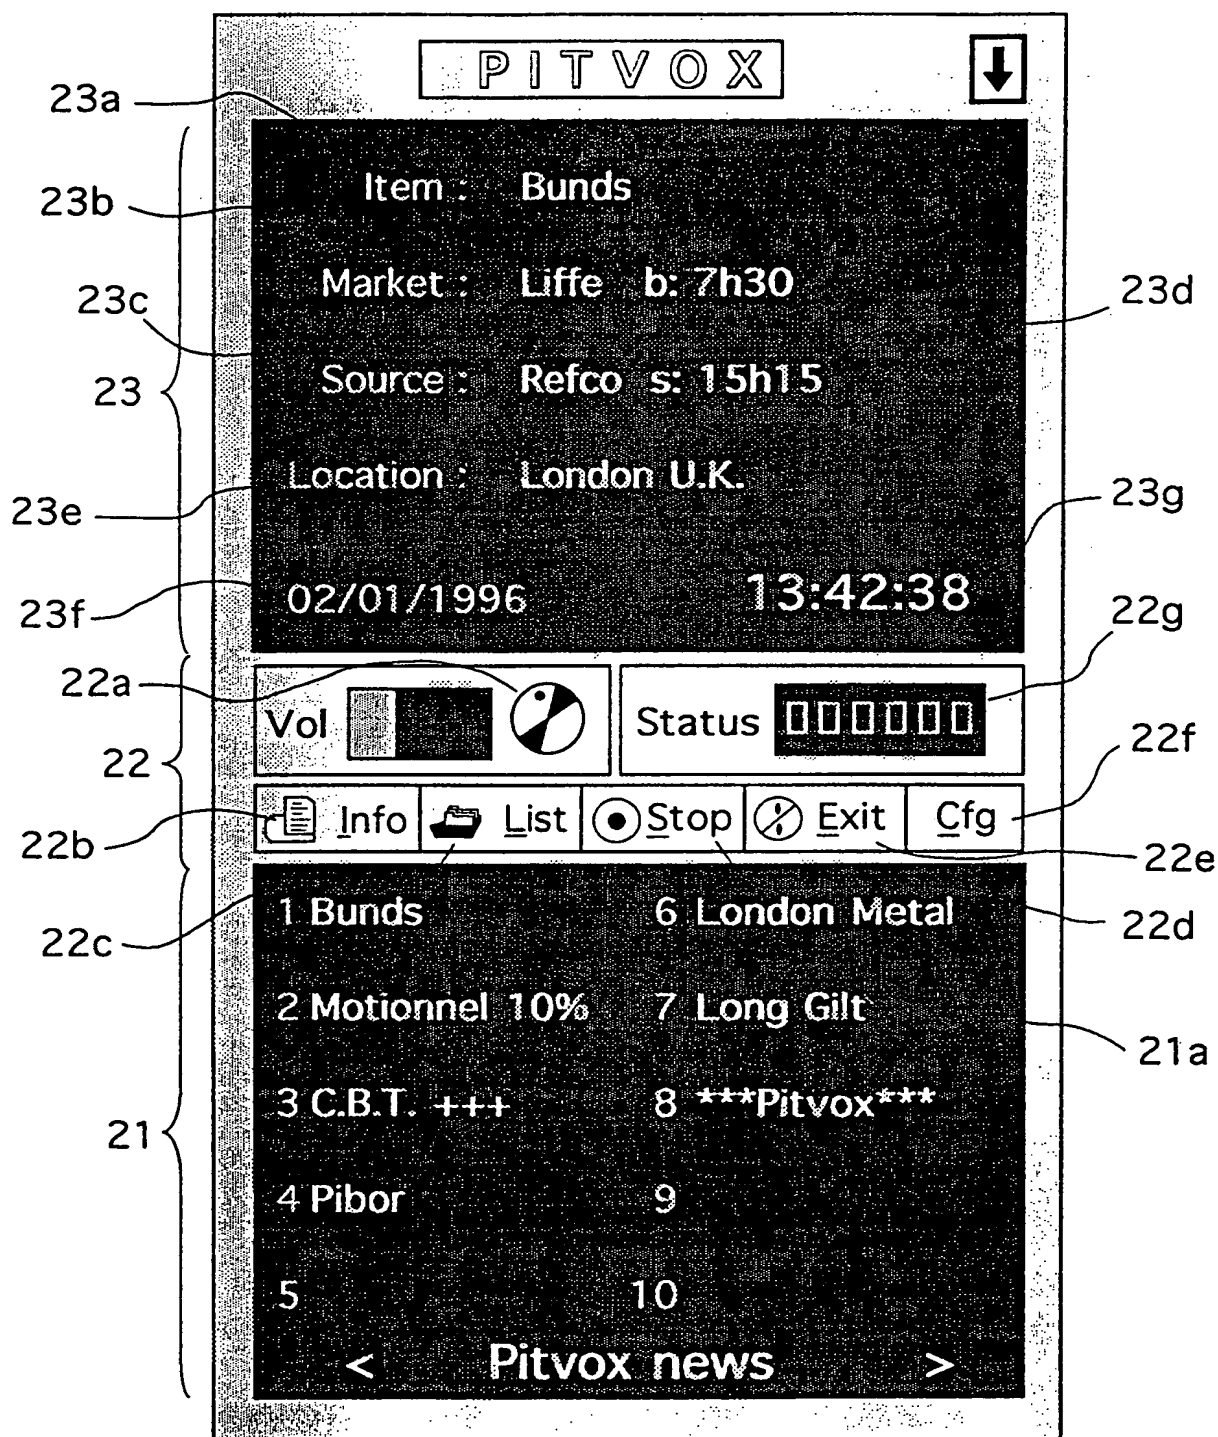 PITVOX
23a
Item : Bunds
23b
Market : Liffe b: 7h30
23c
23d
Source : Refco s: 15h15
23
Location : London U.K.
23e
23g
02/01/1996 13:42:38
23f
22g
22a
Vol
Status 000000
22
22f
Info List Stop Exit Cfg
22b
22e
1 Bunds 6 London Metal
22c
22d
2 Motionnel 10% 7 Long Gilt
21a
3 C.B.T. +++ 8 ***Pitvox***
21
4 Pibor 9
5 10
< Pitvox news >